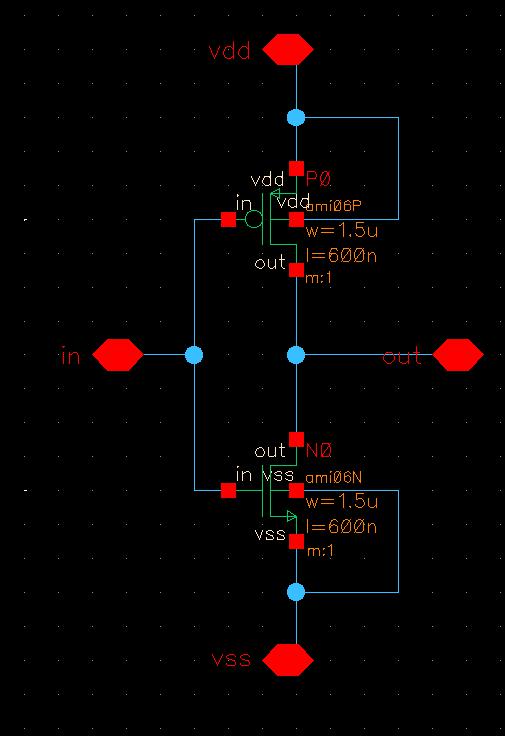 vdd
vdd
P0
in
vdd
ami06P
w=1.5u
l=600n
out
m:1
in
out
out
N0
in
vss
ami06N
w=1.5u
l=600n
vss
m:1
vss